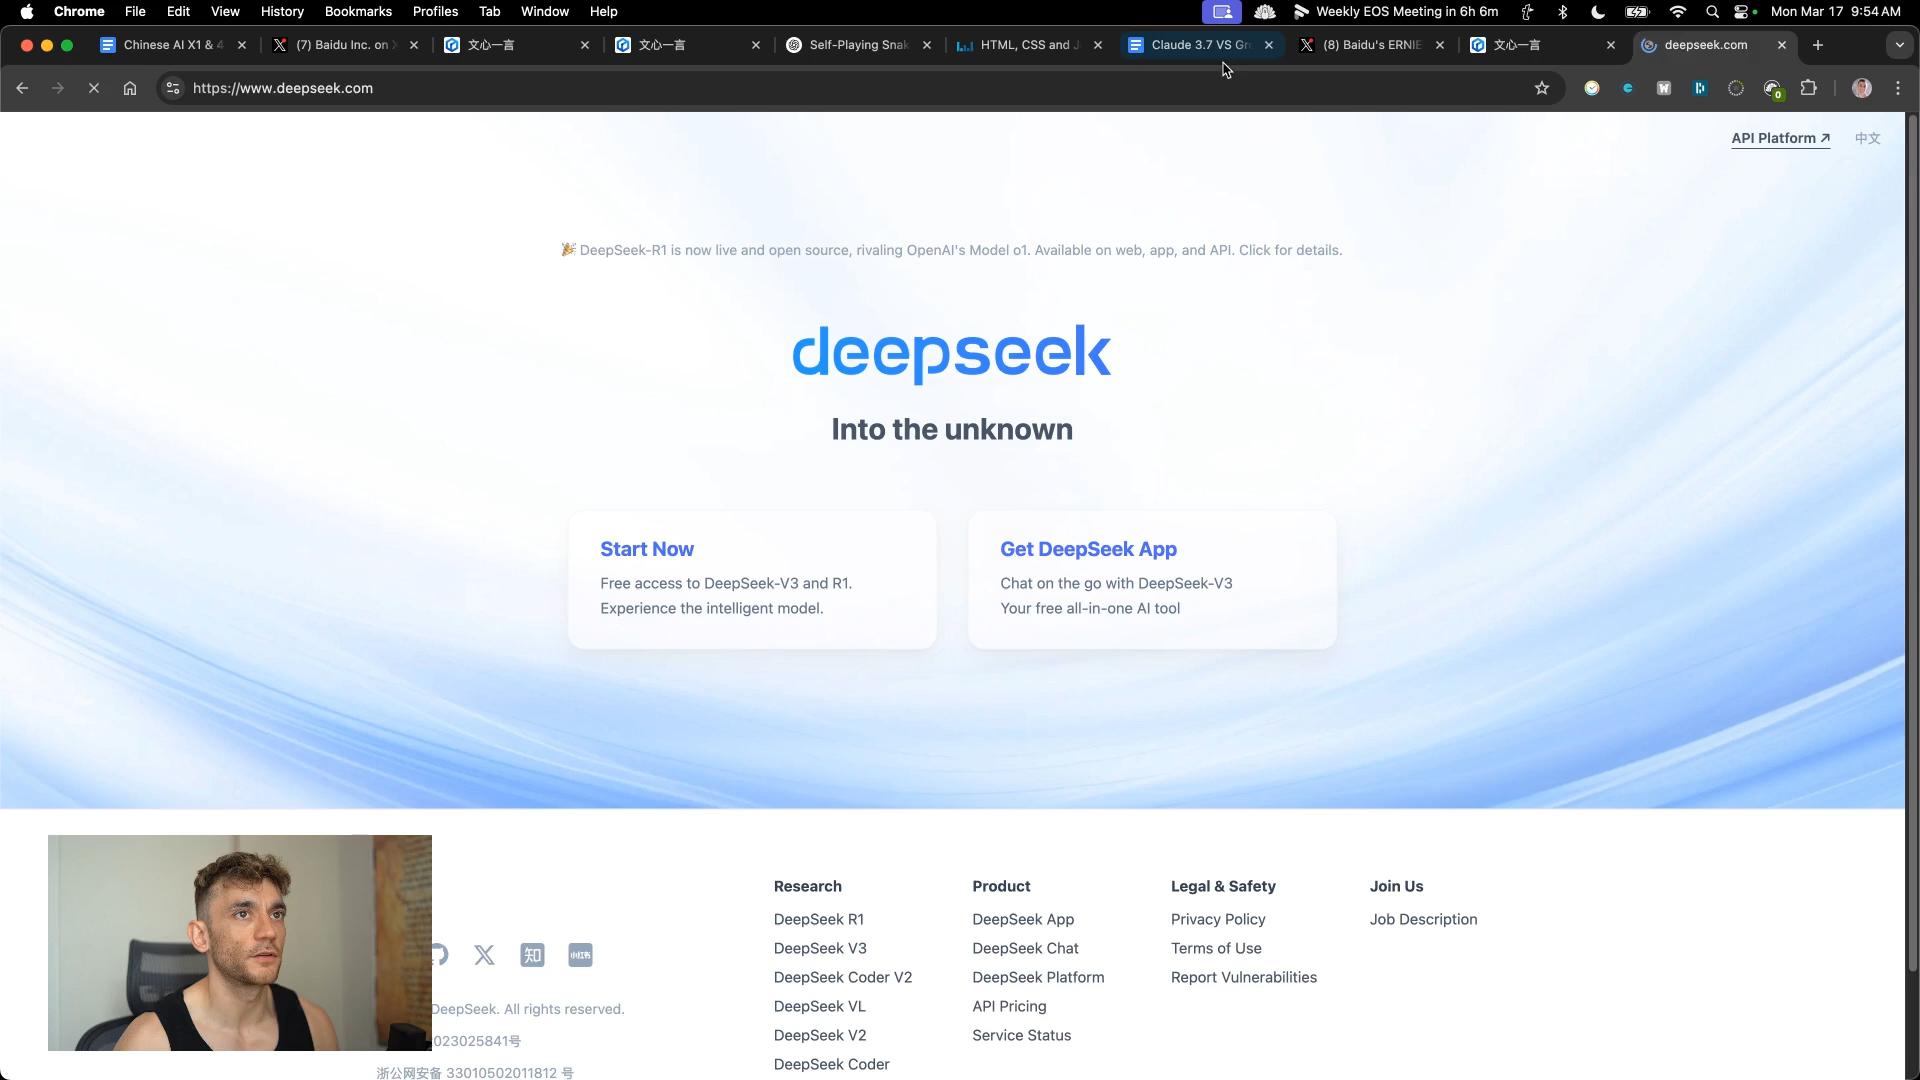 Chrome File Edit View History Bookmarks Profiles Tab Window Help Weekly EOS Meeting in 6h 6m Mon Mar 17 9:54 AM
Chinese AI X1 & 4 (7) Baidu Inc. on 文心一言 文心一言 Self-Playing Snak HTML, CSS and J Claude 3.7 VS Gr (8) Baidu's ERNIE 文心一言 deepseek.com
https://www.deepseek.com
0
API Platform ↗ 中文
🎉 DeepSeek-R1 is now live and open source, rivaling OpenAI's Model o1. Available on web, app, and API. Click for details.
deepseek
Into the unknown
Start Now
Free access to DeepSeek-V3 and R1.
Experience the intelligent model.
Get DeepSeek App
Chat on the go with DeepSeek-V3
Your free all-in-one AI tool
知 小红书
DeepSeek. All rights reserved.
023025841号
浙公网安备 33010502011812 号
Research
DeepSeek R1
DeepSeek V3
DeepSeek Coder V2
DeepSeek VL
DeepSeek V2
DeepSeek Coder
Product
DeepSeek App
DeepSeek Chat
DeepSeek Platform
API Pricing
Service Status
Legal & Safety
Privacy Policy
Terms of Use
Report Vulnerabilities
Join Us
Job Description